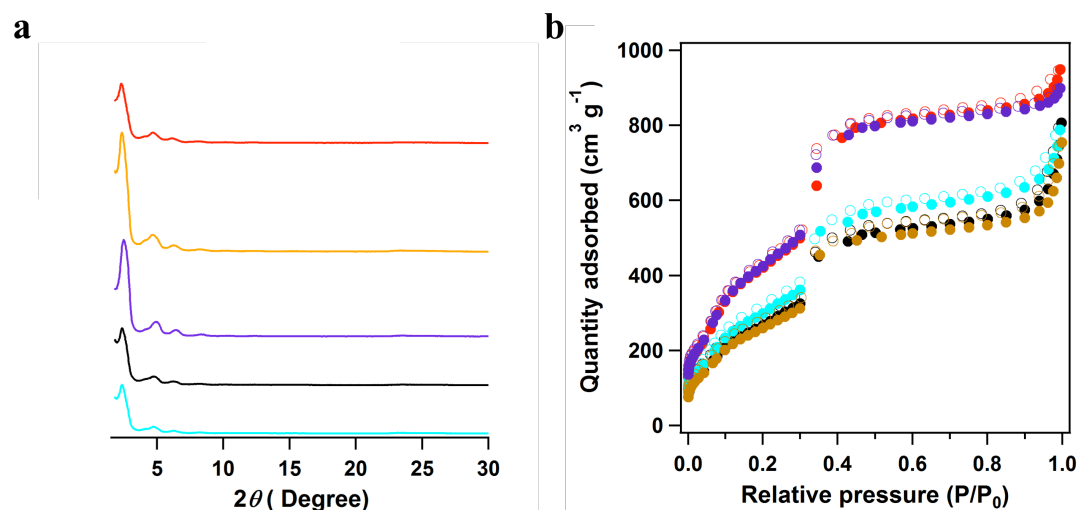 a
5 10 15 20 25 30
2θ ( Degree)
b
1000
800
600
400
200
0
Quantity adsorbed (cm³ g⁻¹)
0.0 0.2 0.4 0.6 0.8 1.0
Relative pressure (P/P₀)